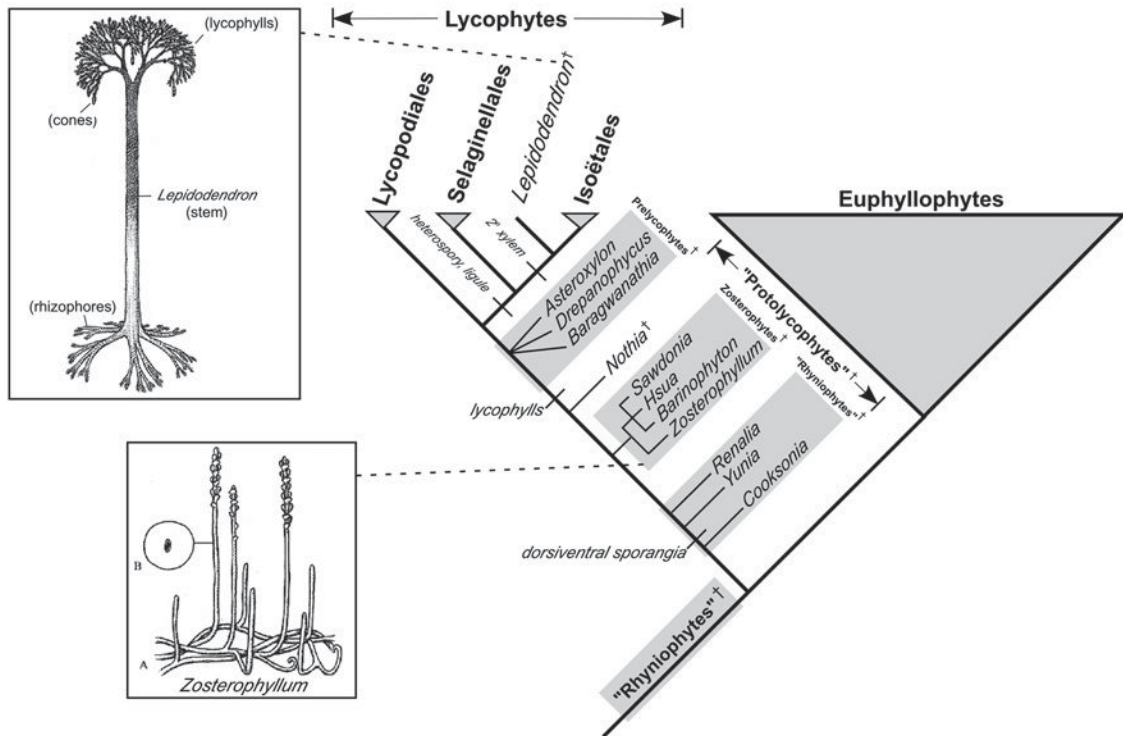 Lycophytes
(lycophylls)
(cones)
Lepidodendron
(stem)
(rhizophores)
Lycopodiales
Selaginellales
Lepidodendron†
Isoëtales
heterospory, ligule
2° xylem
Prelycophytes†
Asteroxylon
Drepanophycus
Baragwanathia
Euphyllophytes
"Protolycophytes"†
Nothia†
lycophylls
Zosterophytes†
Sawdonia
Hsua
Barinophyton
Zosterophyllum
"Rhyniophytes"†
Renalia
Yunia
Cooksonia
dorsiventral sporangia
"Rhyniophytes"†
B
A
Zosterophyllum